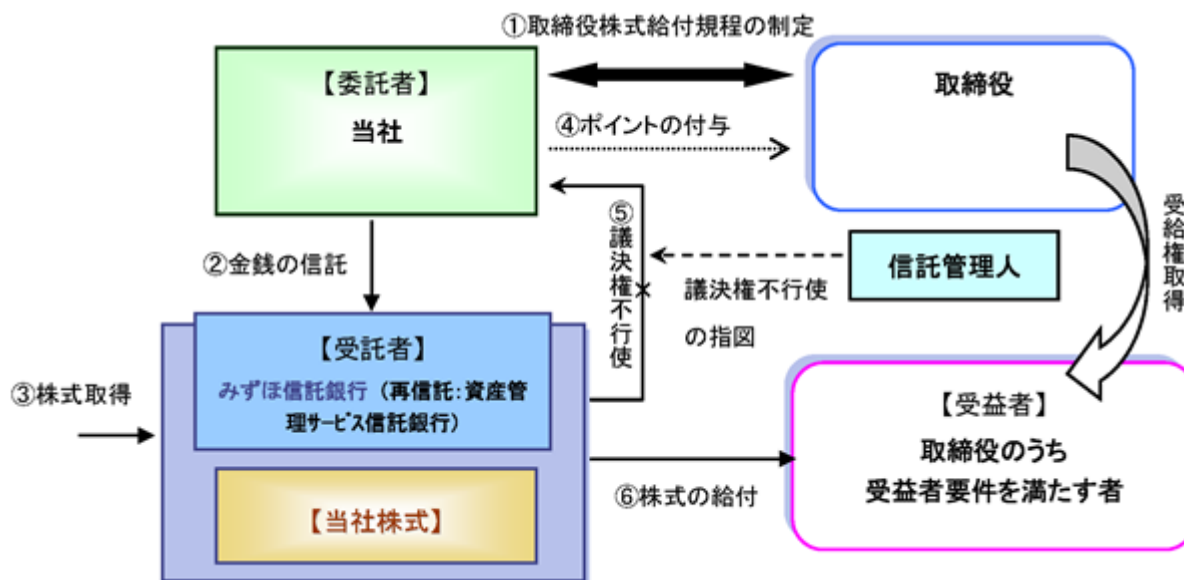 ①取締役株式給付規程の制定
【委託者】
当社
取締役
④ポイントの付与
⑤議決権不行使
受給権取得
②金銭の信託
信託管理人
議決権不行使
の指図
【受託者】
みずほ信託銀行（再信託：資産管
理サービス信託銀行）
③株式取得
【受益者】
取締役のうち
受益者要件を満たす者
⑥株式の給付
【当社株式】